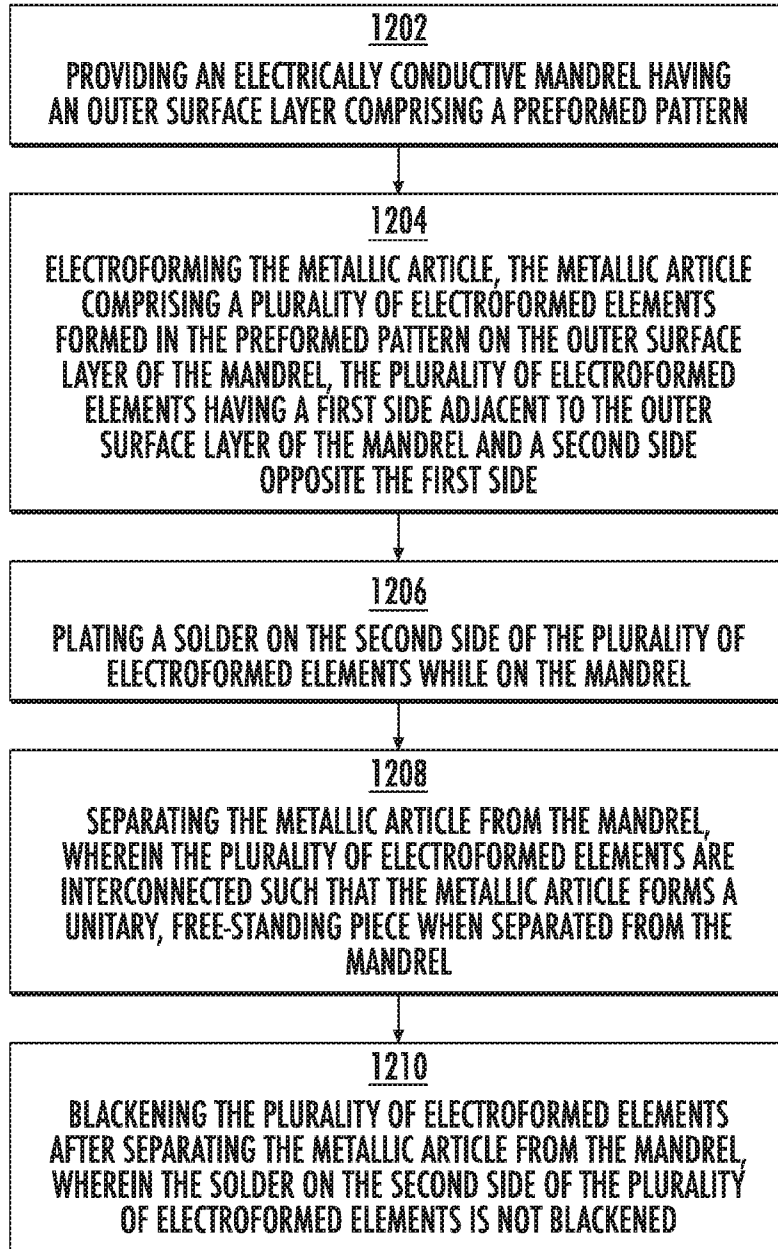 1202
PROVIDING AN ELECTRICALLY CONDUCTIVE MANDREL HAVING
AN OUTER SURFACE LAYER COMPRISING A PREFORMED PATTERN
1204
ELECTROFORMING THE METALLIC ARTICLE, THE METALLIC ARTICLE
COMPRISING A PLURALITY OF ELECTROFORMED ELEMENTS
FORMED IN THE PREFORMED PATTERN ON THE OUTER SURFACE
LAYER OF THE MANDREL, THE PLURALITY OF ELECTROFORMED
ELEMENTS HAVING A FIRST SIDE ADJACENT TO THE OUTER
SURFACE LAYER OF THE MANDREL AND A SECOND SIDE
OPPOSITE THE FIRST SIDE
1206
PLATING A SOLDER ON THE SECOND SIDE OF THE PLURALITY OF
ELECTROFORMED ELEMENTS WHILE ON THE MANDREL
1208
SEPARATING THE METALLIC ARTICLE FROM THE MANDREL,
WHEREIN THE PLURALITY OF ELECTROFORMED ELEMENTS ARE
INTERCONNECTED SUCH THAT THE METALLIC ARTICLE FORMS A
UNITARY, FREE-STANDING PIECE WHEN SEPARATED FROM THE
MANDREL
1210
BLACKENING THE PLURALITY OF ELECTROFORMED ELEMENTS
AFTER SEPARATING THE METALLIC ARTICLE FROM THE MANDREL,
WHEREIN THE SOLDER ON THE SECOND SIDE OF THE PLURALITY
OF ELECTROFORMED ELEMENTS IS NOT BLACKENED